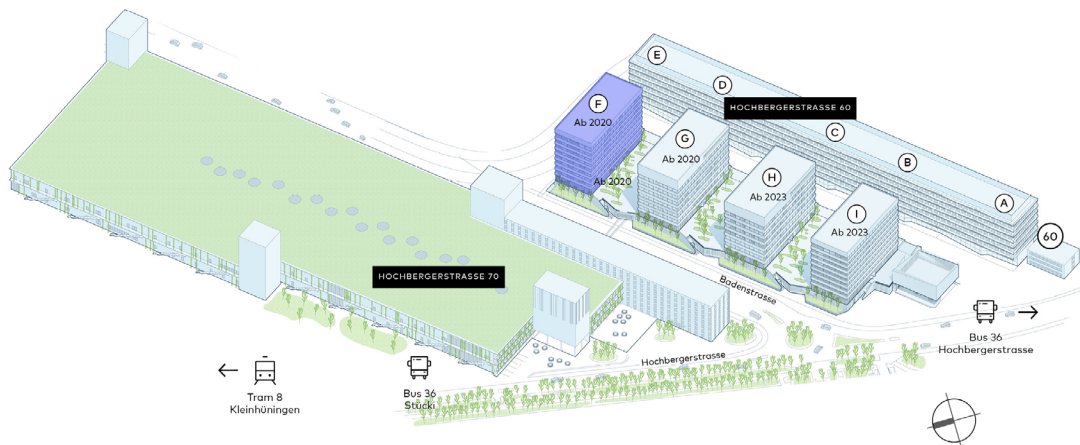 E
D
F
Ab 2020
HOCHBERGERSTRASSE 60
C
G
Ab 2020
B
Ab 2020
H
Ab 2023
A
I
Ab 2023
60
HOCHBERGERSTRASSE 70
Badenstrasse
Bus 36
Hochbergerstrasse
Hochbergerstrasse
Tram 8
Kleinhüningen
Bus 36
Stücki